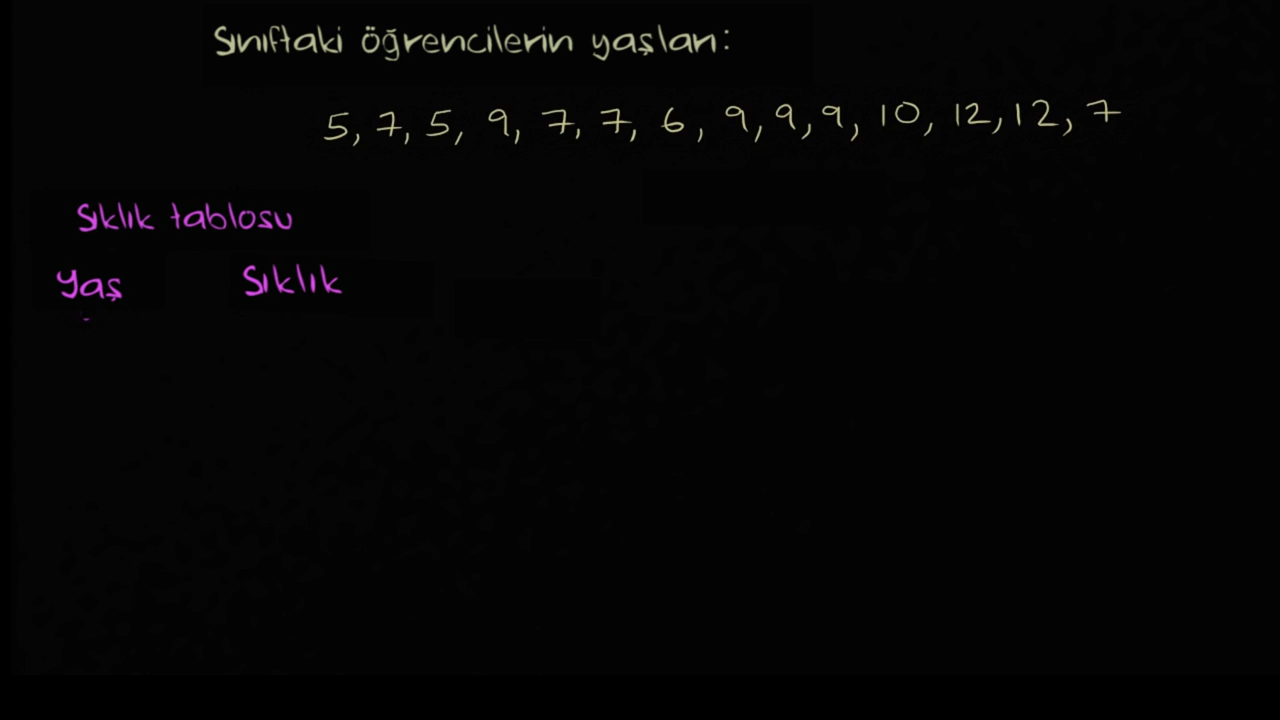 Sınıftaki öğrencilerin yaşları:
5, 7, 5, 9, 7, 7, 6, 9, 9, 9, 10, 12, 12, 7
Sıklık tablosu
Yaş Sıklık